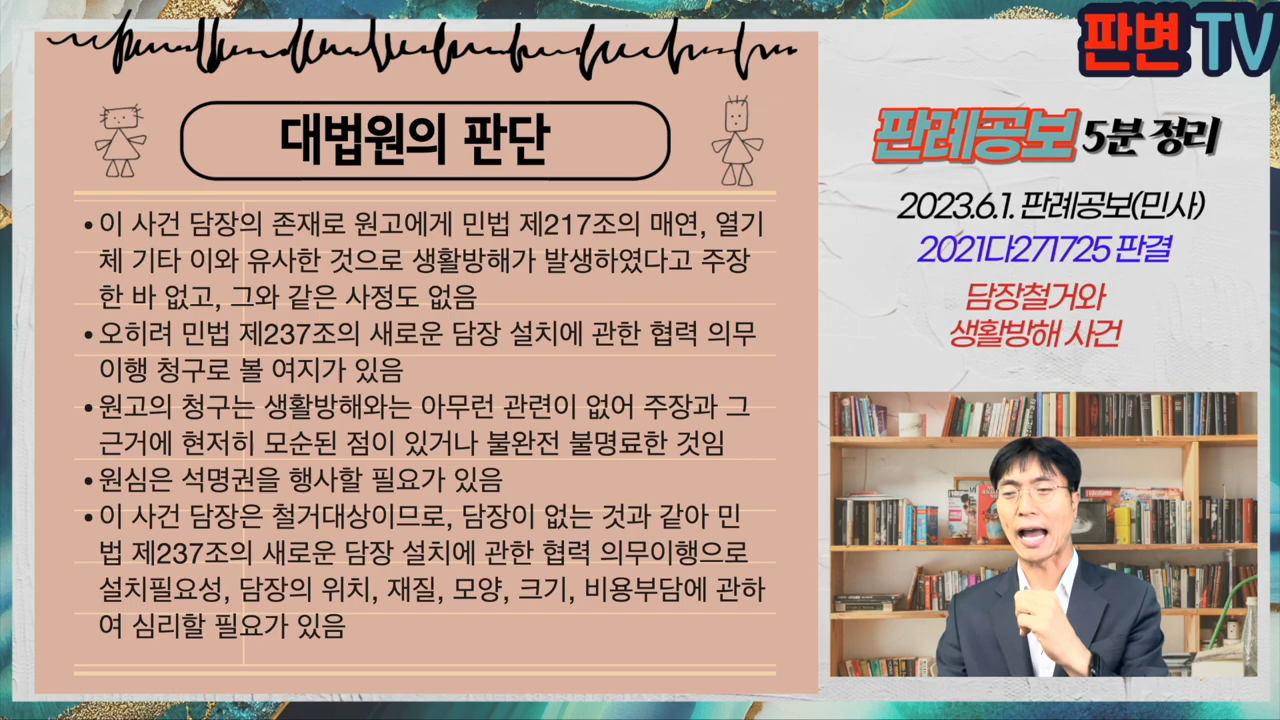 판변 TV
대법원의 판단
• 이 사건 담장의 존재로 원고에게 민법 제217조의 매연, 열기
체 기타 이와 유사한 것으로 생활방해가 발생하였다고 주장
한 바 없고, 그와 같은 사정도 없음
• 오히려 민법 제237조의 새로운 담장 설치에 관한 협력 의무
이행 청구로 볼 여지가 있음
• 원고의 청구는 생활방해와는 아무런 관련이 없어 주장과 그
근거에 현저히 모순된 점이 있거나 불완전 불명료한 것임
• 원심은 석명권을 행사할 필요가 있음
• 이 사건 담장은 철거대상이므로, 담장이 없는 것과 같아 민
법 제237조의 새로운 담장 설치에 관한 협력 의무이행으로
설치필요성, 담장의 위치, 재질, 모양, 크기, 비용부담에 관하
여 심리할 필요가 있음
판례공보 5분 정리
2023.6.1. 판례공보(민사)
2021다271725 판결
담장철거와
생활방해 사건